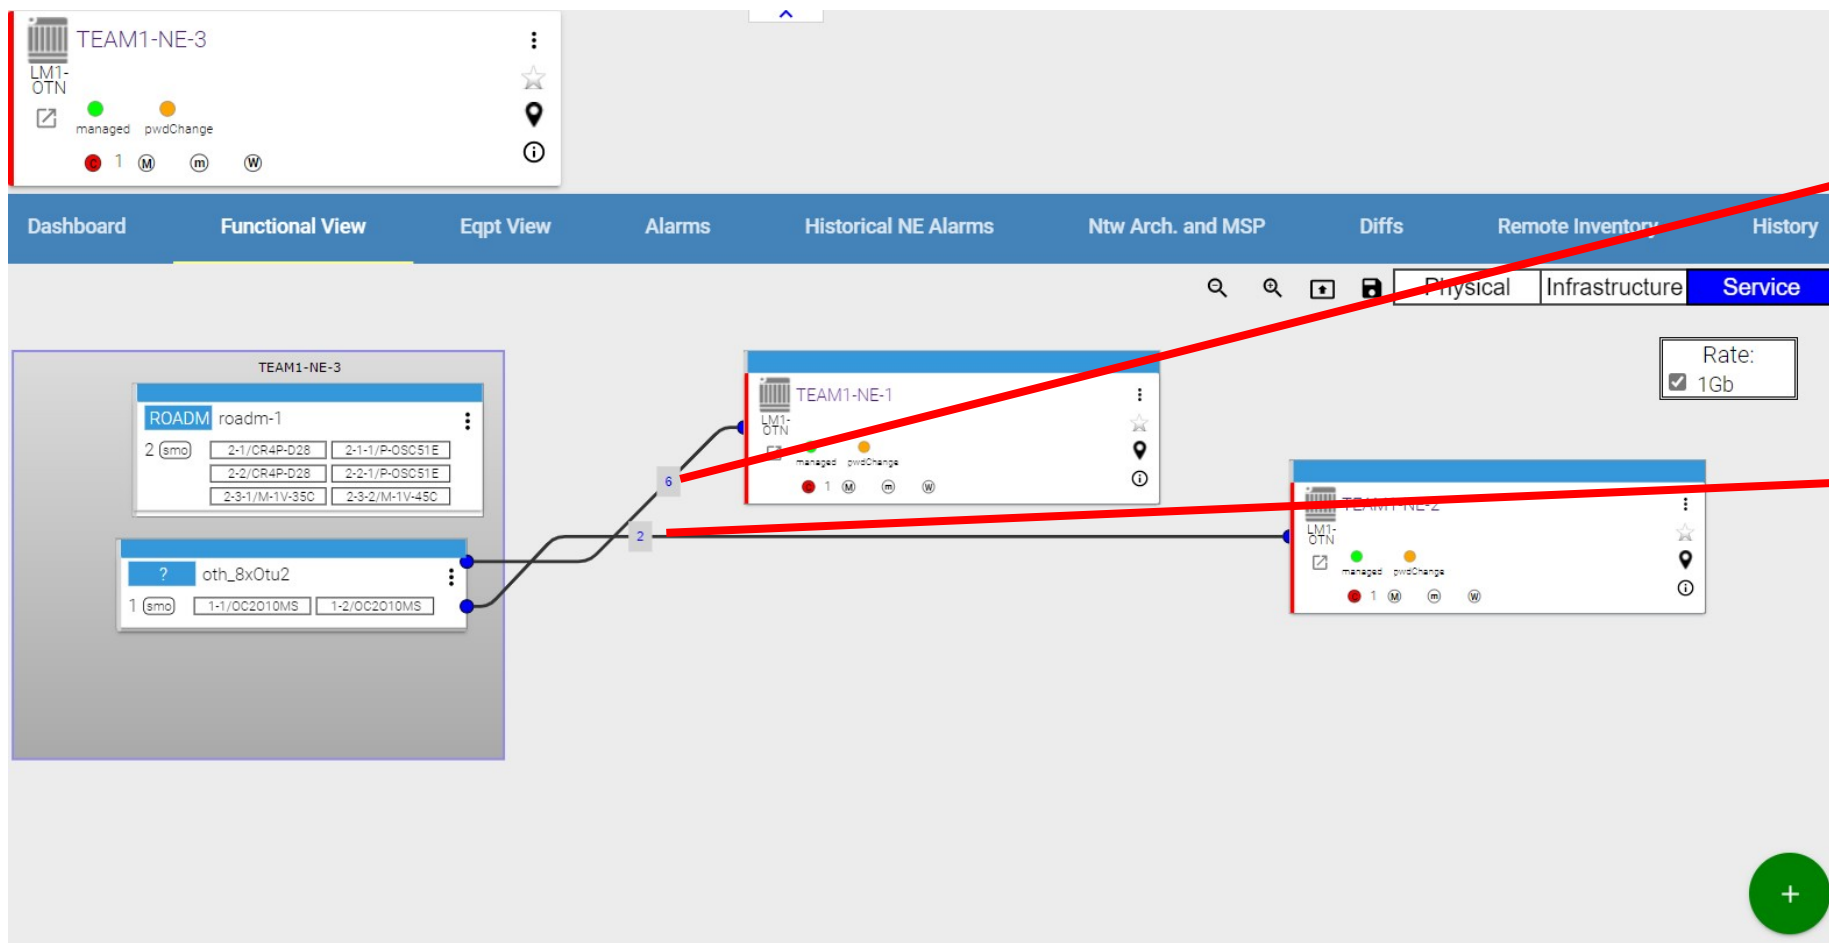 TEAM1-NE-3
LM1-
OTN
managed pwdChange
C 1 M m W
Dashboard Functional View Eqpt View Alarms Historical NE Alarms Ntw Arch. and MSP Diffs Remote Inventory History
Physical Infrastructure Service
Rate:
1Gb
TEAM1-NE-3
ROADM roadm-1
2 smo 2-1/CR4P-D28 2-1-1/P-OSC51E
2-2/CR4P-D28 2-2-1/P-OSC51E
2-3-1/M-1V-35C 2-3-2/M-1V-45C
? oth_8xOtu2
1 smo 1-1/OC2010MS 1-2/OC2010MS
6
2
TEAM1-NE-1
LM1-
OTN
managed pwdChange
C 1 M m W
TEAM1-NE-2
LM1-
OTN
managed pwdChange
C 1 M m W
+